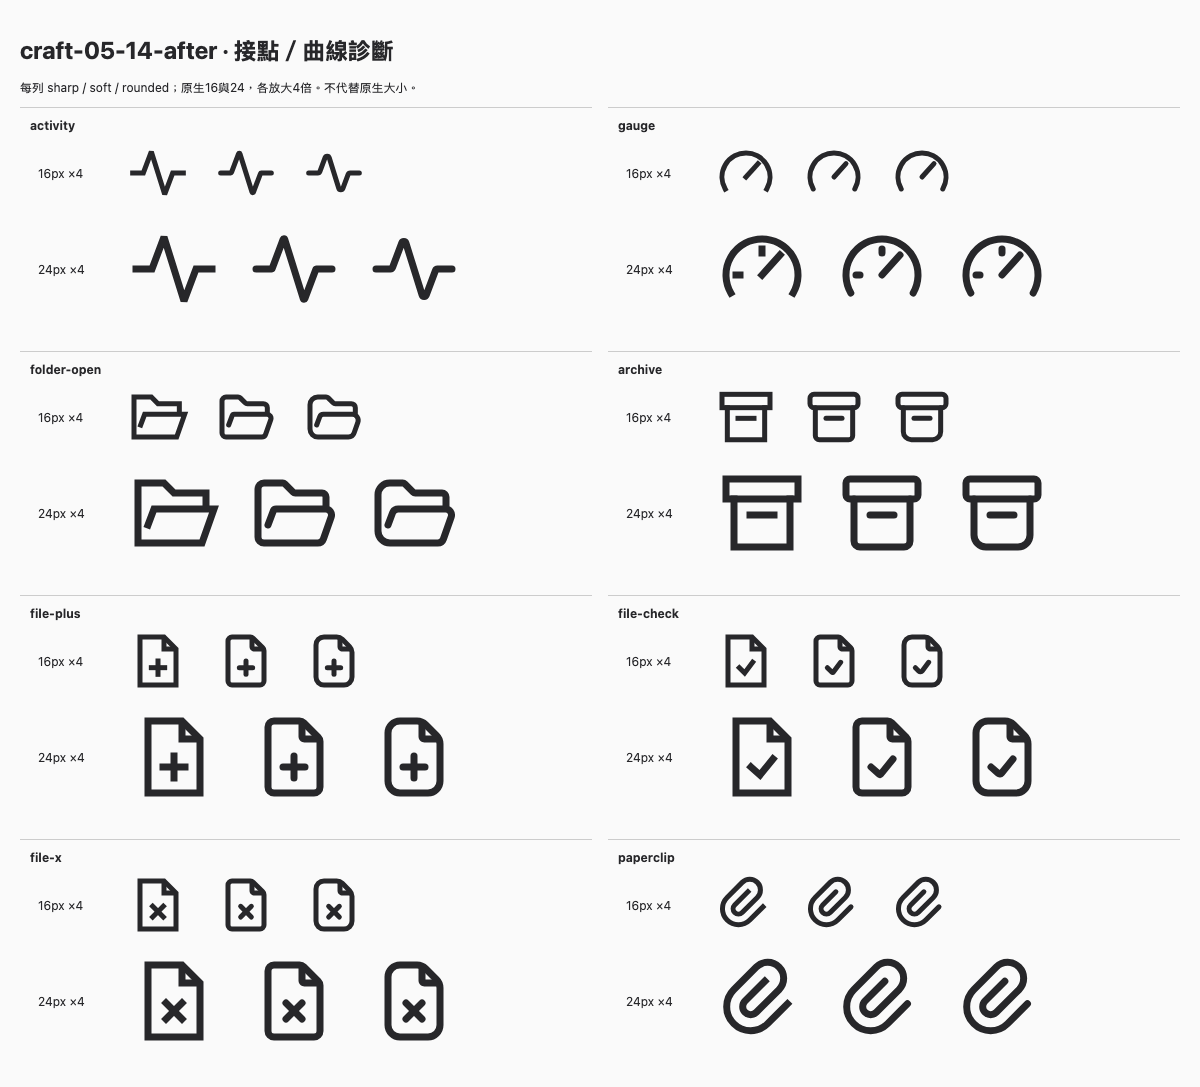 craft-05-14-after · 接點 / 曲線診斷
每列 sharp / soft / rounded；原生16與24，各放大4倍。不代替原生大小。
activity
16px ×4
24px ×4
gauge
16px ×4
24px ×4
folder-open
16px ×4
24px ×4
archive
16px ×4
24px ×4
file-plus
16px ×4
24px ×4
file-check
16px ×4
24px ×4
file-x
16px ×4
24px ×4
paperclip
16px ×4
24px ×4